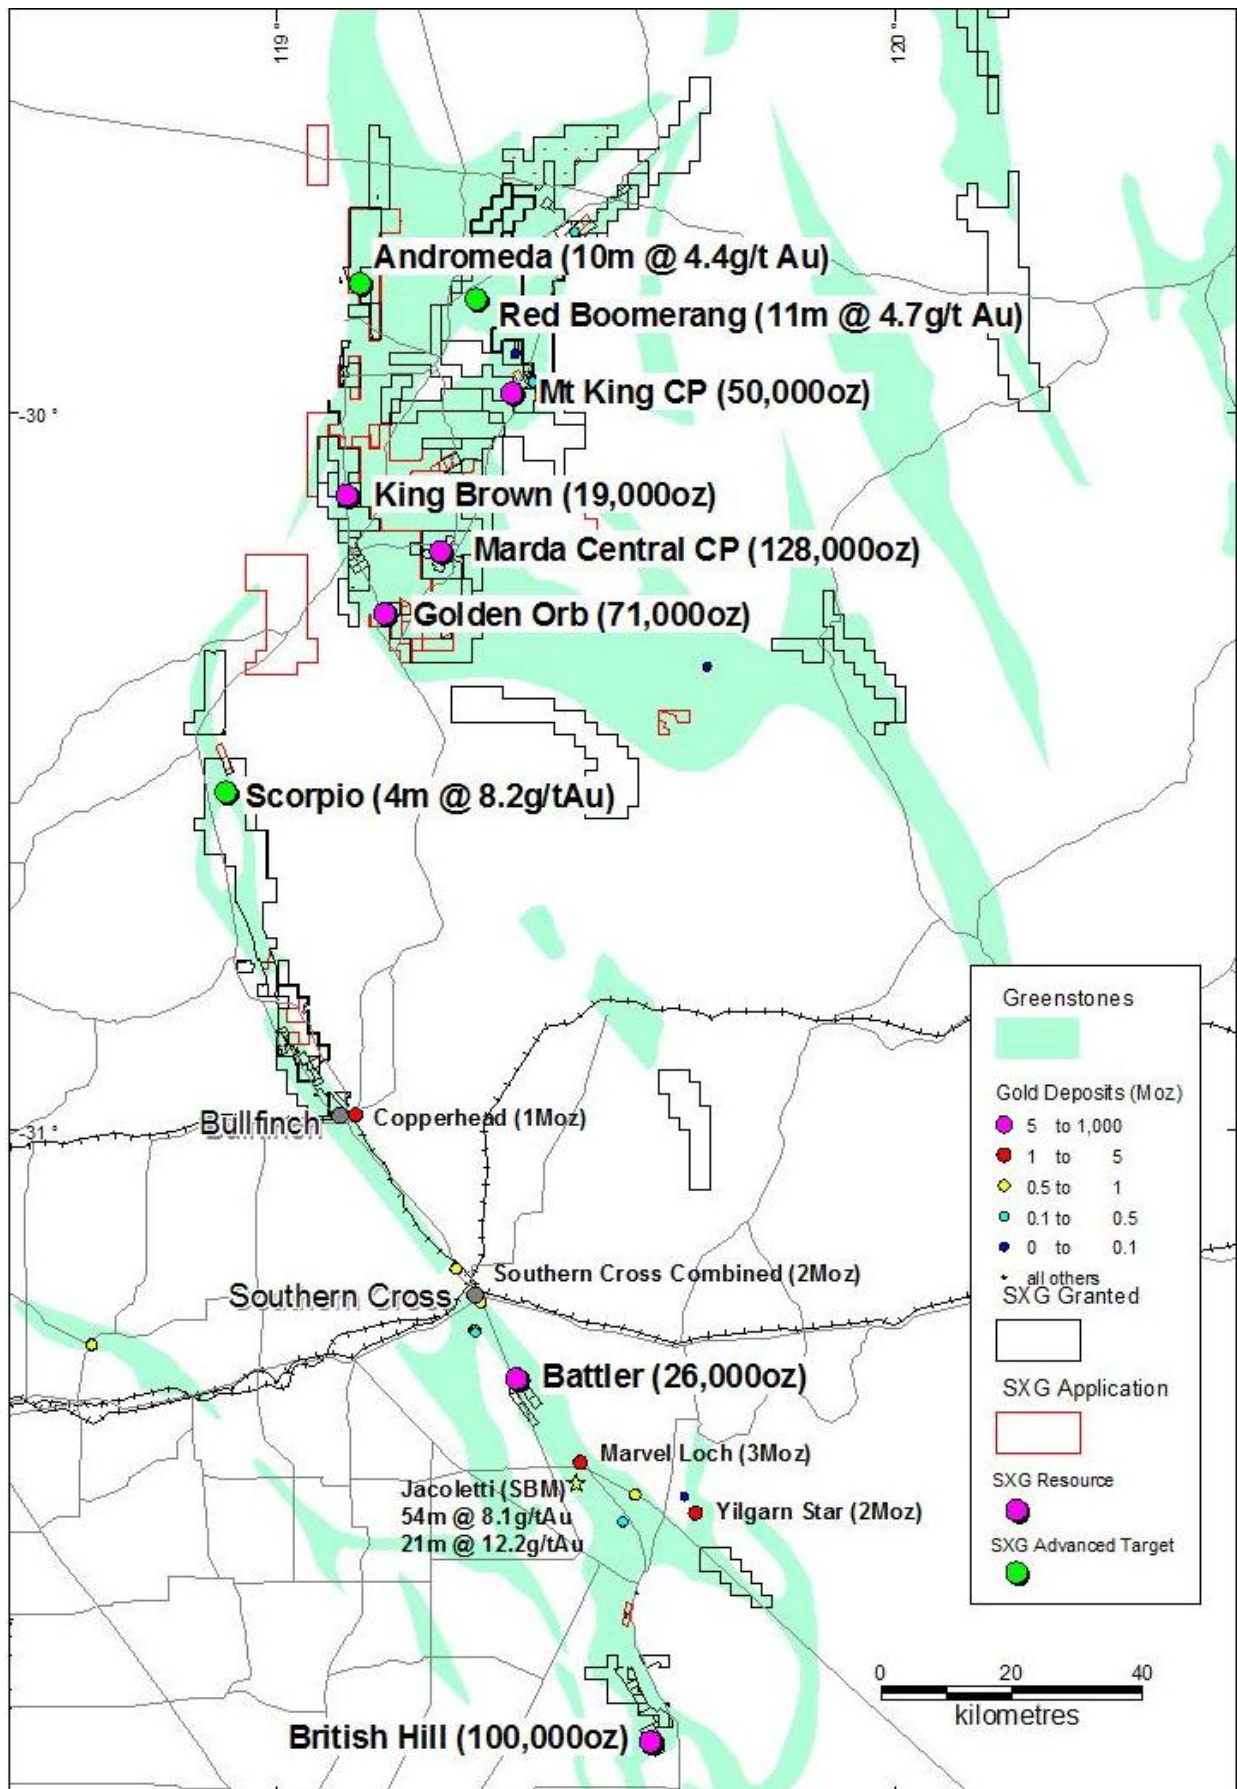 119 °
120 °
Andromeda (10m @ 4.4g/t Au)
Red Boomerang (11m @ 4.7g/t Au)
Mt King CP (50,000oz)
-30 °
King Brown (19,000oz)
Marda Central CP (128,000oz)
Golden Orb (71,000oz)
Scorpio (4m @ 8.2g/tAu)
Bullfinch
Copperhead (1Moz)
-31 °
Southern Cross Combined (2Moz)
Southern Cross
Battler (26,000oz)
Marvel Loch (3Moz)
Jacoletti (SBM)
54m @ 8.1g/tAu
21m @ 12.2g/tAu
Yilgarn Star (2Moz)
British Hill (100,000oz)
Greenstones
Gold Deposits (Moz)
5 to 1,000
1 to 5
0.5 to 1
0.1 to 0.5
0 to 0.1
all others
SXG Granted
SXG Application
SXG Resource
SXG Advanced Target
0 20 40
kilometres